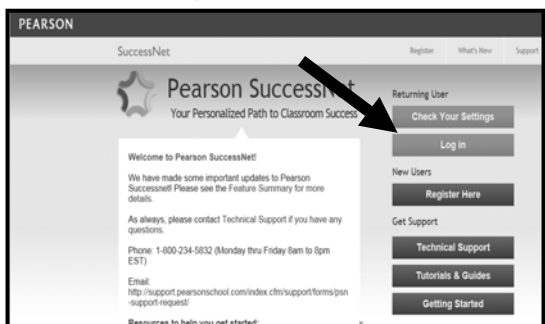 PEARSON
SuccessNet
Register What's New Support
Pearson SuccessNet
Your Personalized Path to Classroom Success
Welcome to Pearson SuccessNet!
We have made some important updates to Pearson
Successnet! Please see the Feature Summary for more
details.
As always, please contact Technical Support if you have any
questions.
Phone: 1-800-234-5832 (Monday thru Friday 8am to 8pm
EST)
Email:
http://support.pearsonschool.com/index.cfm/support/forms/psn
-support-request/
Resources to help you get started:
Returning User
Check Your Settings
Log in
New Users
Register Here
Get Support
Technical Support
Tutorials & Guides
Getting Started